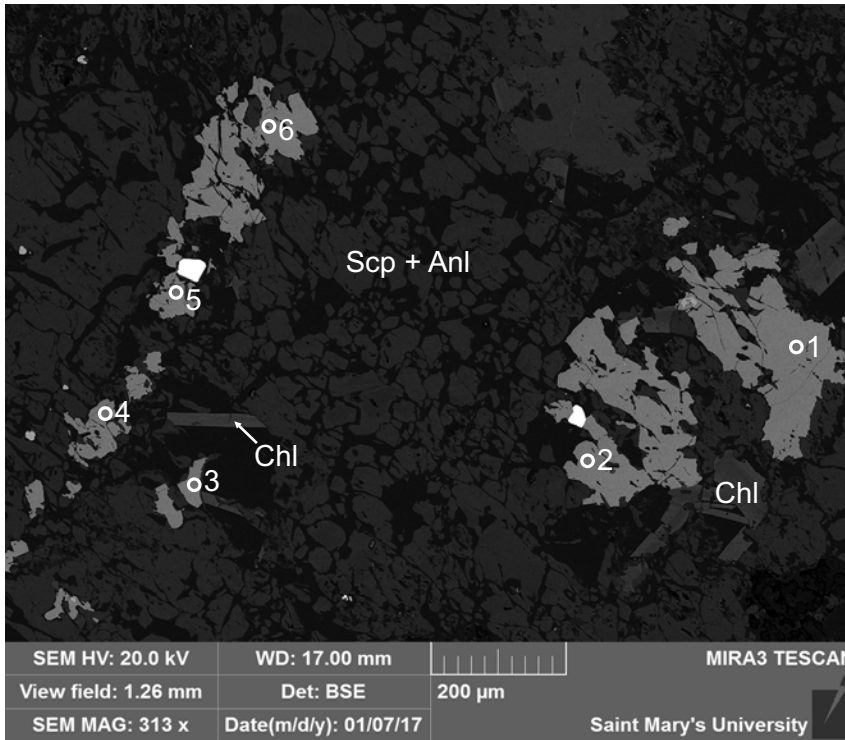 6
Scp + Anl
5
1
4
Chl
2
3
Chl
SEM HV: 20.0 kV
WD: 17.00 mm
MIRA3 TESCAN
View field: 1.26 mm
Det: BSE
200 µm
SEM MAG: 313 x
Date(m/d/y): 01/07/17
Saint Mary's University